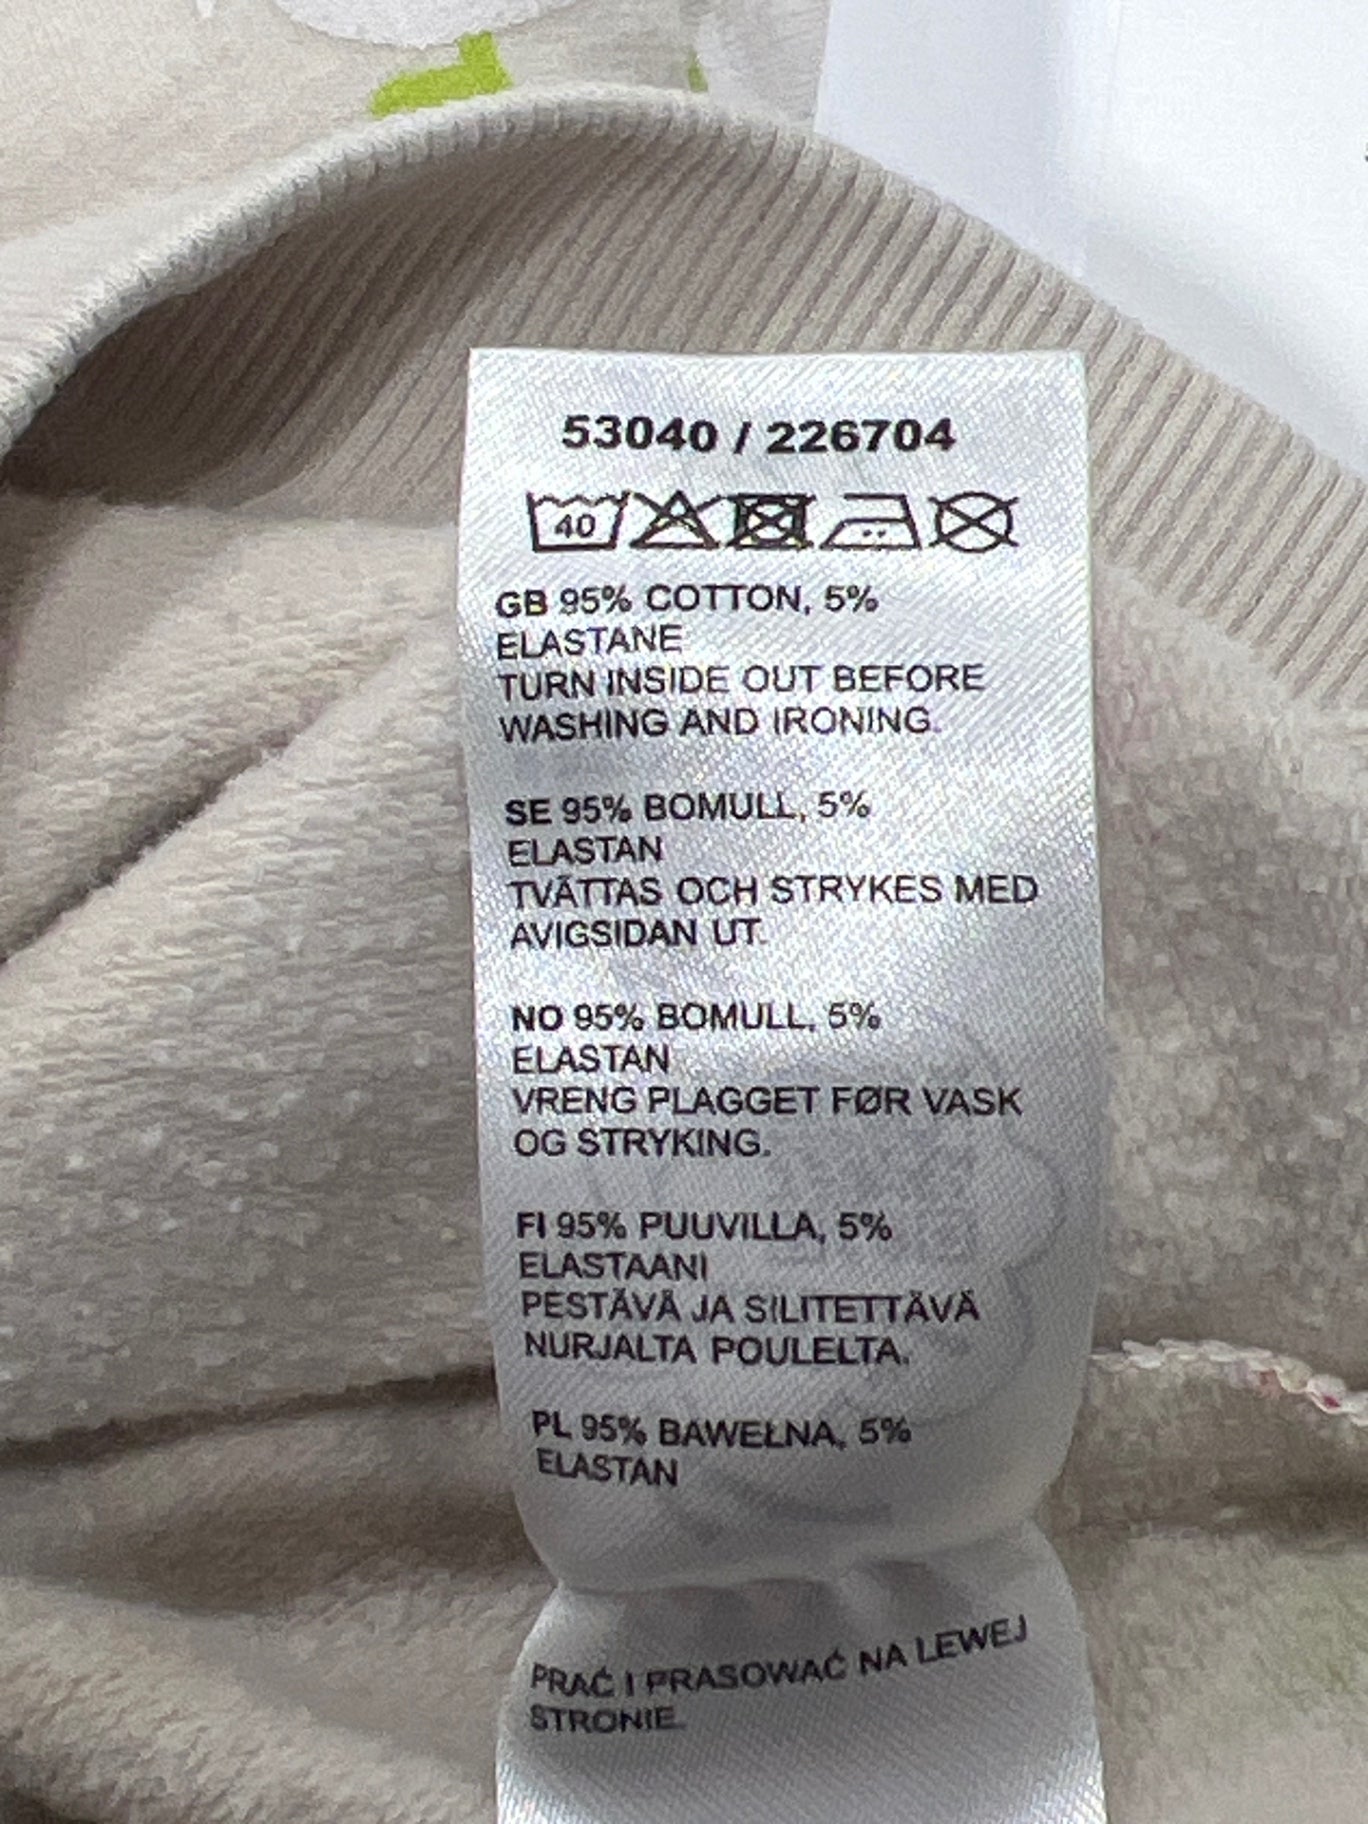 53040 / 226704
40
GB 95% COTTON, 5%
ELASTANE
TURN INSIDE OUT BEFORE
WASHING AND IRONING.
SE 95% BOMULL, 5%
ELASTAN
TVÄTTAS OCH STRYKES MED
AVIGSIDAN UT.
NO 95% BOMULL, 5%
ELASTAN
VRENG PLAGGET FØR VASK
OG STRYKING.
FI 95% PUUVILLA, 5%
ELASTAANI
PESTÄVÄ JA SILITETTÄVÄ
NURJALTA POULELTA.
PL 95% BAWEŁNA, 5%
ELASTAN
PRAĆ I PRASOWAĆ NA LEWEJ
STRONIE.